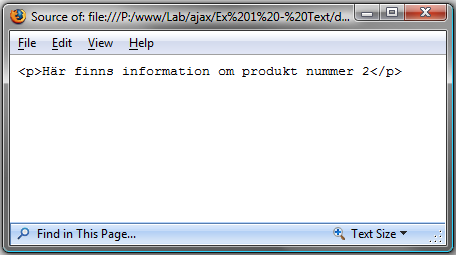 Source of: file:///P:/www/Lab/ajax/Ex%201%20-%20Text/d...
File Edit View Help
<p>Här finns information om produkt nummer 2</p>
Find in This Page... Text Size